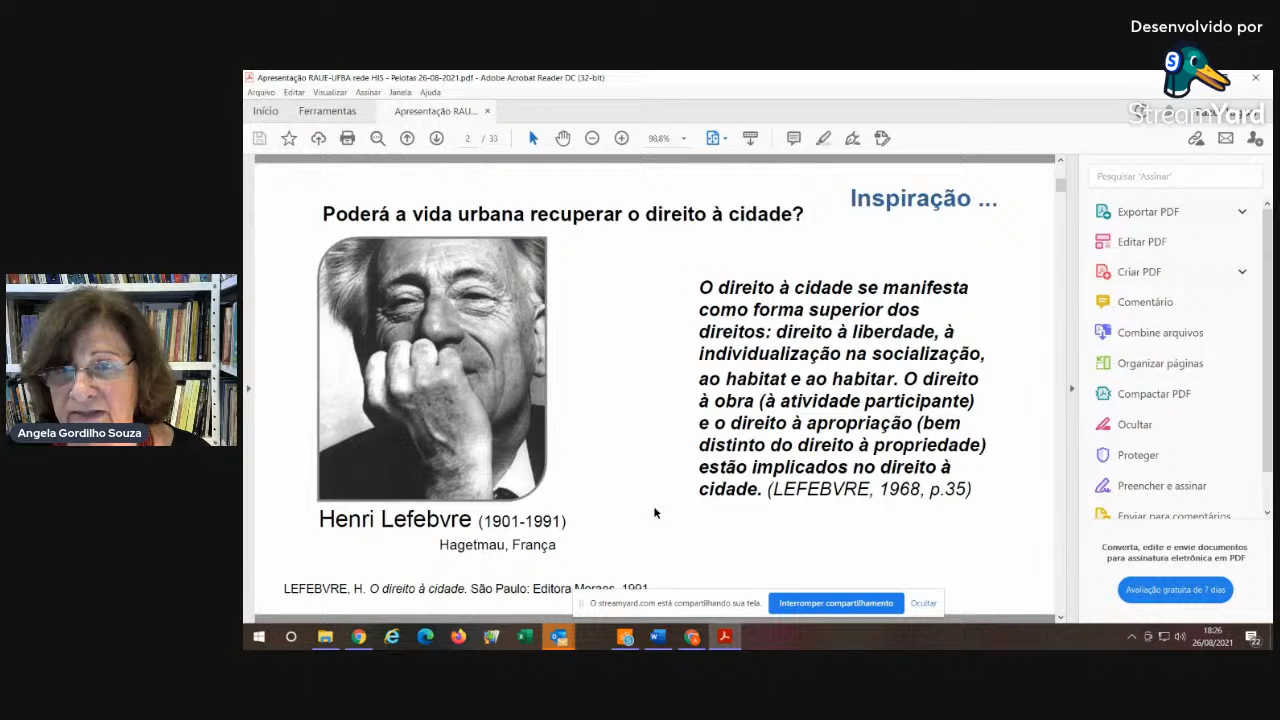 Desenvolvido por
StreamYard
Apresentação RAUE-UFBA rede HIS - Pelotas 26-08-2021.pdf - Adobe Acrobat Reader DC (32-bit)
Arquivo Editar Visualizar Assinar Janela Ajuda
Início Ferramentas Apresentação RAU... ×
2 / 33 98,8%
Pesquisar 'Assinar'
Inspiração ...
Poderá a vida urbana recuperar o direito à cidade?
O direito à cidade se manifesta
como forma superior dos
direitos: direito à liberdade, à
individualização na socialização,
ao habitat e ao habitar. O direito
à obra (à atividade participante)
e o direito à apropriação (bem
distinto do direito à propriedade)
estão implicados no direito à
cidade. (LEFEBVRE, 1968, p.35)
Henri Lefebvre (1901-1991)
Hagetmau, França
LEFEBVRE, H. O direito à cidade. São Paulo: Editora Moraes, 1991
Exportar PDF
Editar PDF
Criar PDF
Comentário
Combine arquivos
Organizar páginas
Compactar PDF
Ocultar
Proteger
Preencher e assinar
Enviar para comentários
Converta, edite e envie documentos
para assinatura eletrônica em PDF
Avaliação gratuita de 7 dias
Angela Gordilho Souza
O streamyard.com está compartilhando sua tela. Interromper compartilhamento Ocultar
18:26
26/08/2021
22